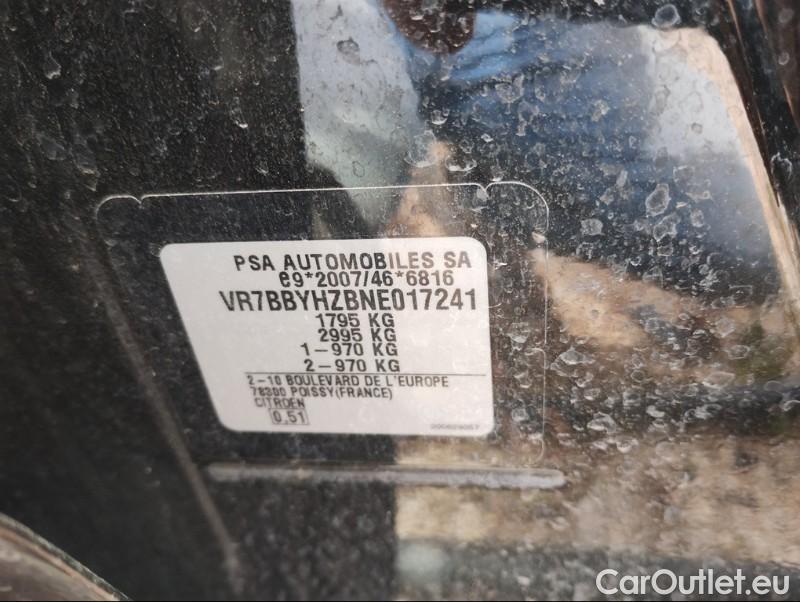 PSA AUTOMOBILES SA
e9*2007/46*6816
VR7BBYHZBNE017241
1795 KG
2995 KG
1-970 KG
2-970 KG
2-10 BOULEVARD DE L'EUROPE
78300 POISSY(FRANCE)
CITROEN
0,51
CarOutlet.eu